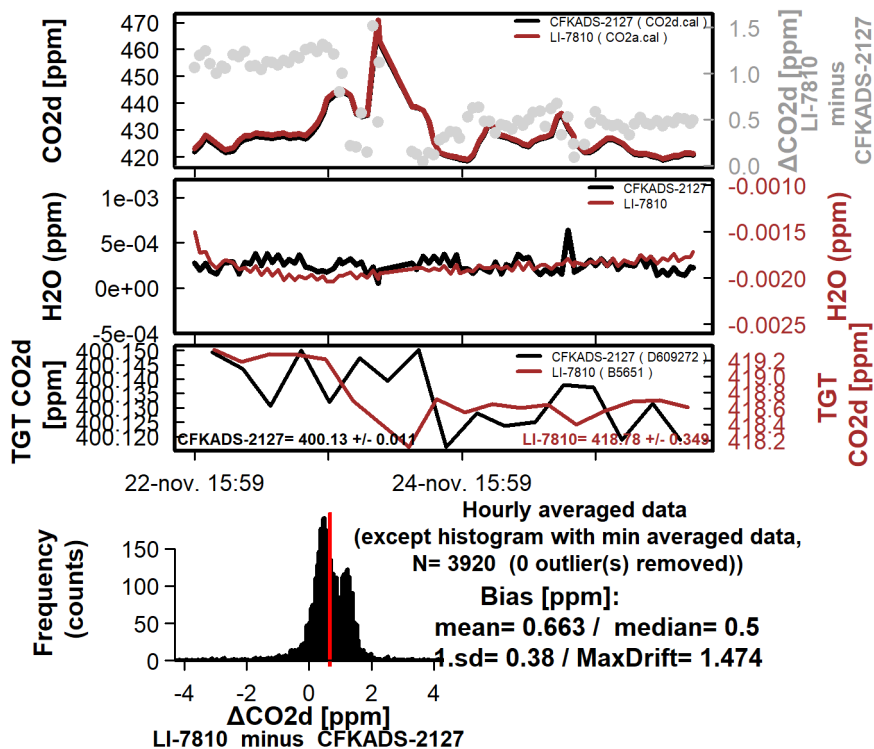 CO2d [ppm]
470
460
450
440
430
420
CFKADS-2127 ( CO2d.cal )
LI-7810 ( CO2a.cal )
1.5
1.0
0.5
0.0
ΔCO2d [ppm]
LI-7810
minus
CFKADS-2127
H2O (ppm)
1e-03
5e-04
0e+00
-5e-04
CFKADS-2127
LI-7810
-0.0010
-0.0015
-0.0020
-0.0025
H2O (ppm)
TGT CO2d
[ppm]
400.150
400.145
400.140
400.135
400.130
400.125
400.120
CFKADS-2127 ( D609272 )
LI-7810 ( B5651 )
CFKADS-2127= 400.13 +/- 0.011
LI-7810= 418.78 +/- 0.349
419.2
419.0
418.8
418.6
418.4
418.2
TGT
CO2d [ppm]
22-nov. 15:59
24-nov. 15:59
Frequency
(counts)
150
100
50
0
-4
-2
0
2
4
ΔCO2d [ppm]
LI-7810 minus CFKADS-2127
Hourly averaged data
(except histogram with min averaged data,
N= 3920 (0 outlier(s) removed))
Bias [ppm]:
mean= 0.663 / median= 0.5
1.sd= 0.38 / MaxDrift= 1.474